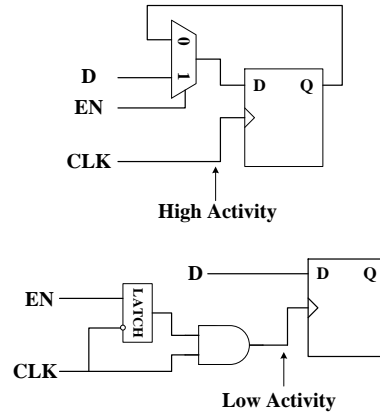 0
D
1
D Q
EN
CLK
High Activity
D
D Q
EN
LATCH
CLK
Low Activity